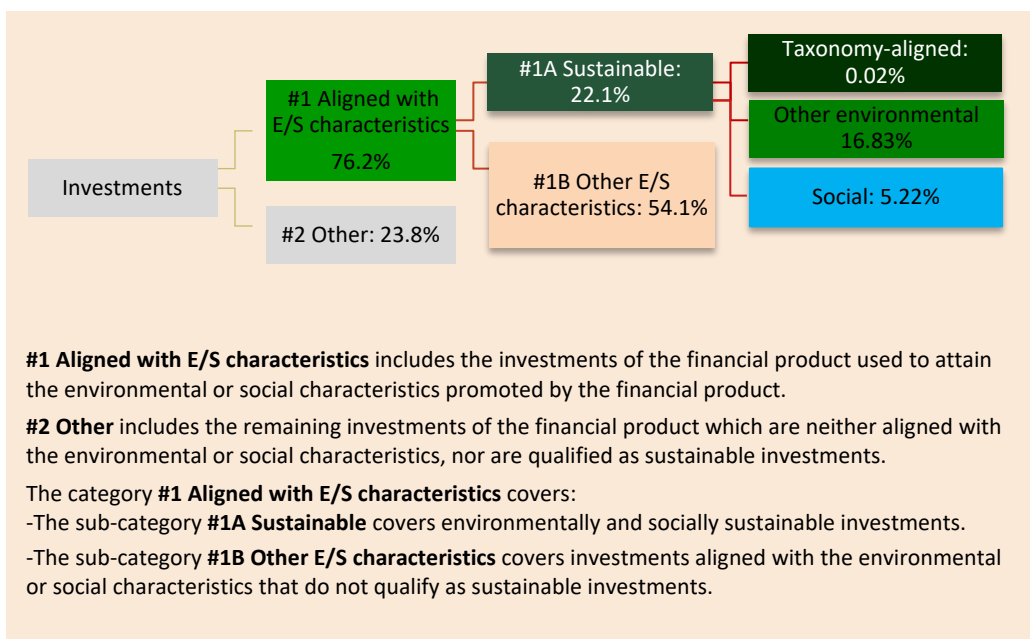 Investments
#1 Aligned with
E/S characteristics
76.2%
#2 Other: 23.8%
#1A Sustainable:
22.1%
#1B Other E/S
characteristics: 54.1%
Taxonomy-aligned:
0.02%
Other environmental
16.83%
Social: 5.22%
#1 Aligned with E/S characteristics includes the investments of the financial product used to attain
the environmental or social characteristics promoted by the financial product.
#2 Other includes the remaining investments of the financial product which are neither aligned with
the environmental or social characteristics, nor are qualified as sustainable investments.
The category #1 Aligned with E/S characteristics covers:
-The sub-category #1A Sustainable covers environmentally and socially sustainable investments.
-The sub-category #1B Other E/S characteristics covers investments aligned with the environmental
or social characteristics that do not qualify as sustainable investments.